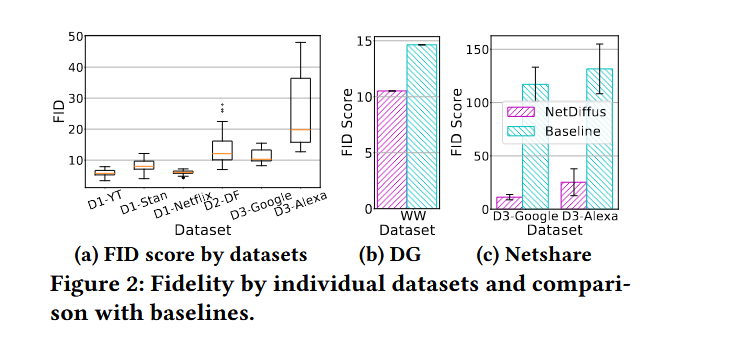 50
40
30
20
10
FID
D1-YT
D1-Stan
D1-Netflix
D2-DF
D3-Google
D3-Alexa
Dataset
(a) FID score by datasets
15
10
5
0
FID Score
WW
Dataset
(b) DG
150
100
50
0
FID Score
NetDiffus
Baseline
D3-Google D3-Alexa
Dataset
(c) Netshare
Figure 2: Fidelity by individual datasets and compari-
son with baselines.